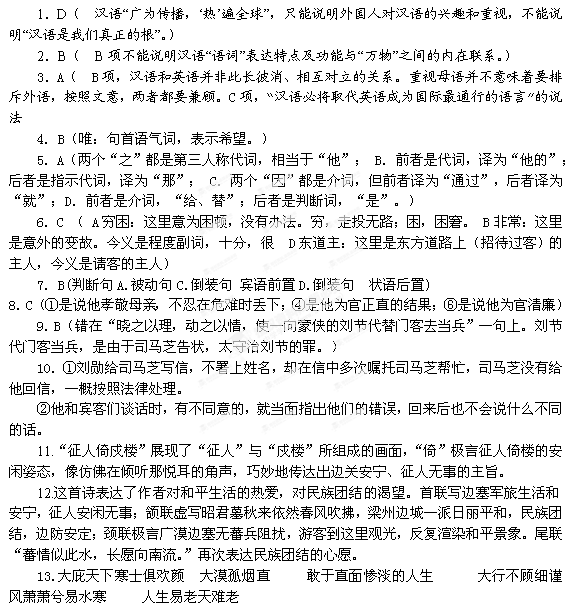 1．D（ 汉语“广为传播，‘热’遍全球”，只能说明外国人对汉语的兴趣和重视，不能说
明“汉语是我们真正的根”。）
2．B（ B 项不能说明汉语“语词”表达特点及功能与“万物”之间的内在联系。）
3．A（ B项，汉语和英语并非此长彼消、相互对立的关系。重视母语并不意味着要排
斥外语，按照文意，两者都要兼顾。C 项，“汉语必将取代英语成为国际最通行的语言”的说
法
4．B（唯：句首语气词，表示希望。）
5．A（两个“之”都是第三人称代词，相当于“他”； B．前者是代词，译为“他的”；
后者是指示代词，译为“那”； C．两个“因”都是介词，但前者译为“通过”，后者译为
“就”；D．前者是介词，“给、替”；后者是判断词，“是”。）
6．C （ A穷困：这里意为困顿，没有办法。穷，走投无路；困，困窘。 B非常：这里
是意外的变故。今义是程度副词，十分，很 D东道主：这里是东方道路上（招待过客）的
主人，今义是请客的主人）
7．B(判断句 A.被动句 C.倒装句 宾语前置 D.倒装句 状语后置)
8．C（①是说他孝敬母亲，不忍在危难时丢下；④是他为官正直的结果；⑥是说他为官清廉）
9．B（错在“晓之以理，动之以情，使一向蒙侠的刘节代替门客去当兵”一句上。刘节
代门客当兵，是由于司马芝告状，太守治刘节的罪。）
10．①刘勋给司马芝写信，不署上姓名，却在信中多次嘱托司马芝帮忙，司马芝没有给
他回信，一概按照法律处理。
②他和宾客们谈话时，有不同意的，就当面指出他们的错误，回来后也不会说什么不同
的话。
11．“征人倚戍楼”展现了“征人”与“戍楼”所组成的画面，“倚”极言征人倚楼的安
闲姿态，像仿佛在倾听那悦耳的角声，巧妙地传达出边关安宁、征人无事的主旨。
12.这首诗表达了作者对和平生活的热爱，对民族团结的渴望。首联写边塞军旅生活和
安宁，征人安闲无事；颔联虚写昭君墓秋来依然春风吹拂，梁州边城一派日丽平和，民族团
结，边防安定；颈联极言广漠边塞无蕃兵阻扰，游客到这里观光，反复渲染和平景象。尾联
“蕃情似此水，长愿向南流。”再次表达民族团结的心愿。
13．大庇天下寒士俱欢颜 大漠孤烟直 敢于直面惨淡的人生 大行不顾细谨
风萧萧兮易水寒 人生易老天难老